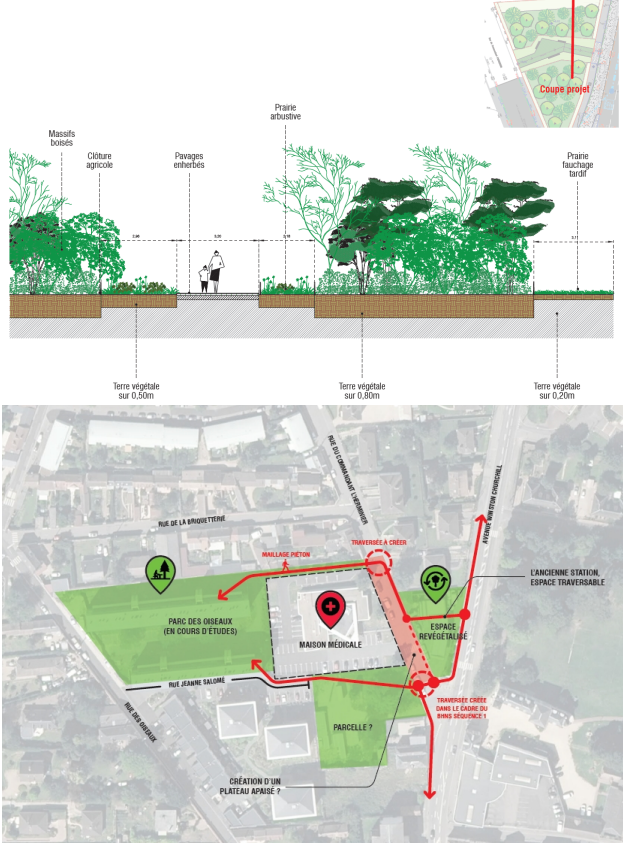 Coupe projet
Prairie
arbustive
Massifs
boisés
Clôture
agricole
Pavages
enherbés
Prairie
fauchage
tardif
Terre végétale
sur 0,50m
Terre végétale
sur 0,80m
Terre végétale
sur 0,20m
RUE DU COMMANDANT L'HERMINIER
AVENUE WINSTON CHURCHILL
RUE DE LA BRIQUETTERIE
TRAVERSÉE À CRÉER
MAILLAGE PIÉTON
L'ANCIENNE STATION,
ESPACE TRAVERSABLE
PARC DES OISEAUX
(EN COURS D'ÉTUDES)
ESPACE
REVÉGÉTALISÉ
MAISON MÉDICALE
RUE JEANNE SALOMÉ
RUE DES OISEAUX
TRAVERSÉE CRÉÉE
DANS LE CADRE DU
BHNS SÉQUENCE 1
PARCELLE ?
CRÉATION D'UN
PLATEAU APAISÉ ?